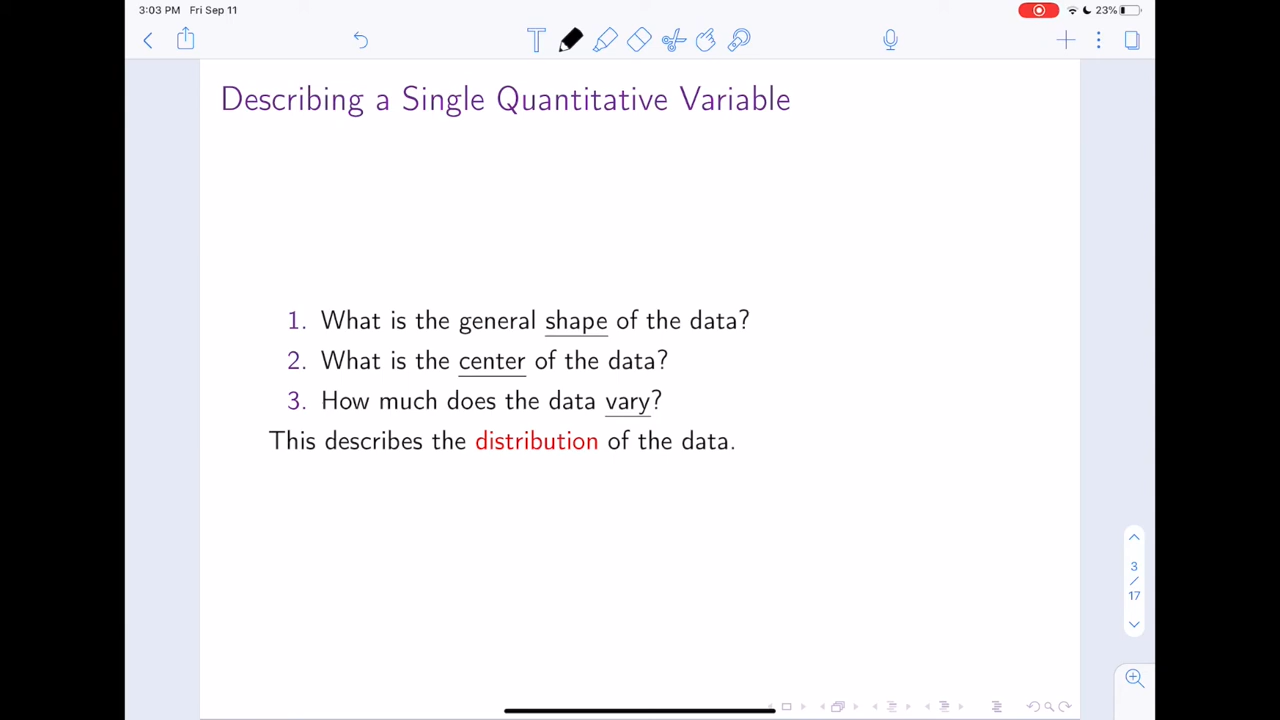 3:03 PM Fri Sep 11
23%
Describing a Single Quantitative Variable
1. What is the general shape of the data?
2. What is the center of the data?
3. How much does the data vary?
This describes the distribution of the data.
3
/
17